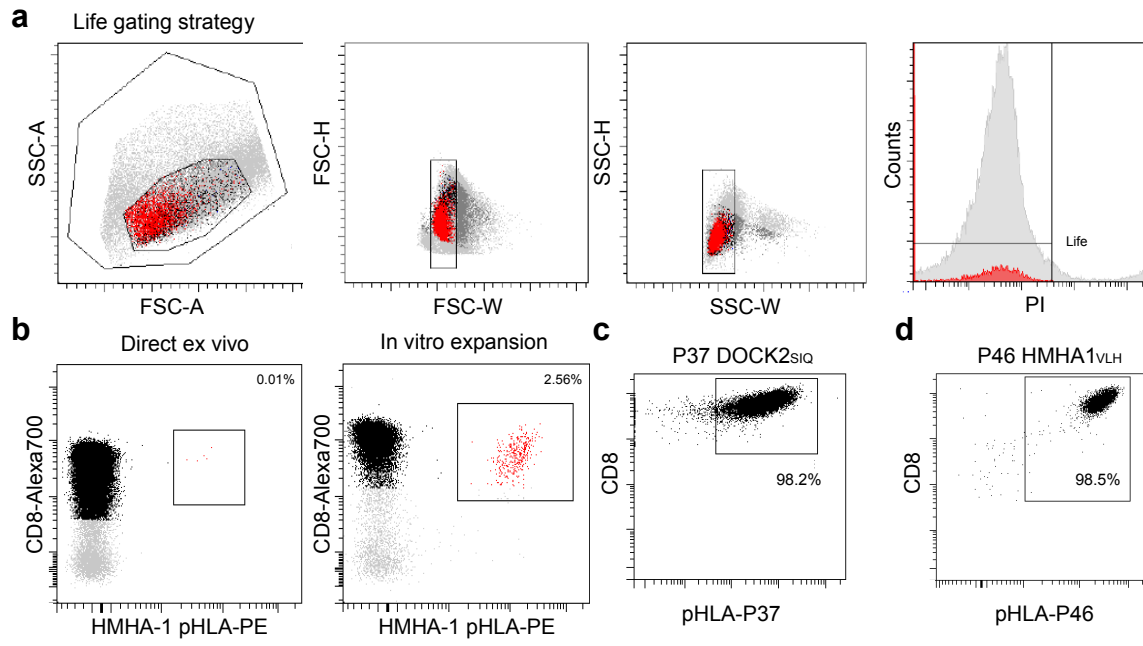 a
Life gating strategy
SSC-A
FSC-A
FSC-H
FSC-W
SSC-H
SSC-W
Counts
Life
PI
b
Direct ex vivo
0.01%
CD8-Alexa700
HMHA-1 pHLA-PE
In vitro expansion
2.56%
CD8-Alexa700
HMHA-1 pHLA-PE
c
P37 DOCK2SIQ
CD8
98.2%
pHLA-P37
d
P46 HMHA1VLH
CD8
98.5%
pHLA-P46